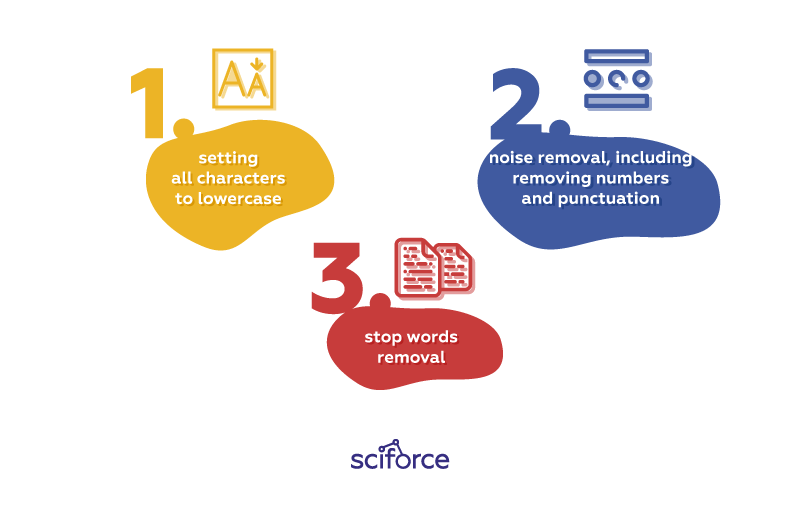 1.
setting
all characters
to lowercase
2.
noise removal, including
removing numbers
and punctuation
3.
stop words
removal
sciforce